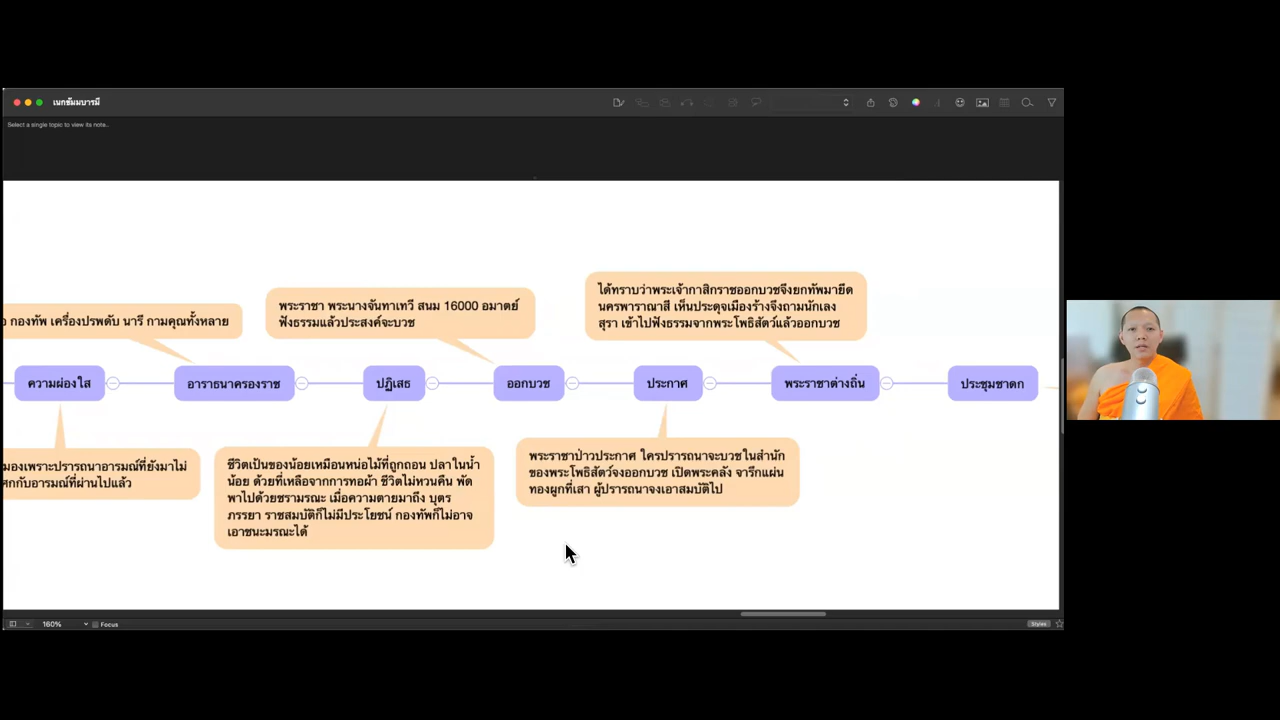 เนกขัมมบารมี
Select a single topic to view its note..
ได้ทราบว่าพระเจ้ากาสิกราชออกบวชจึงยกทัพมายึด
นครพาราณาสี เห็นประตุจเมืองร้างจึงถามนักเลง
สุรา เข้าไปฟังธรรมจากพระโพธิสัตว์แล้วออกบวช
พระราชา พระนางจันทาเทวี สนม 16000 อมาตย์
ฟังธรรมแล้วประสงค์จะบวช
อ กองทัพ เครื่องปรพดับ นารี กามคุณทั้งหลาย
ความผ่องใส
อาราธนาครองราช
ปฏิเสธ
ออกบวช
ประกาศ
พระราชาต่างถิ่น
ประชุมชาดก
มองเพราะปรารถนาอารมณ์ที่ยังมาไม่
ศกกับอารมณ์ที่ผ่านไปแล้ว
ชีวิตเป้นของน้อยเหมือนหน่อไม้ที่ถูกถอน ปลาในน้ำ
น้อย ด้วยที่เหลือจากการทอผ้า ชีวิตไม่หวนคืน พัด
พาไปด้วยชรามรณะ เมื่อความตายมาถึง บุตร
ภรรยา ราชสมบัติก็ไม่มีประโยชน์ กองทัพก็ไม่อาจ
เอาชนะมรณะได้
พระราชาป่าวประกาศ ใครปรารถนาจะบวชในสำนัก
ของพระโพธิสัตว์จงออกบวช เปิดพระคลัง จารึกแผ่น
ทองผูกที่เสา ผู้ปรารถนาจงเอาสมบัติไป
160%
Focus
Styles